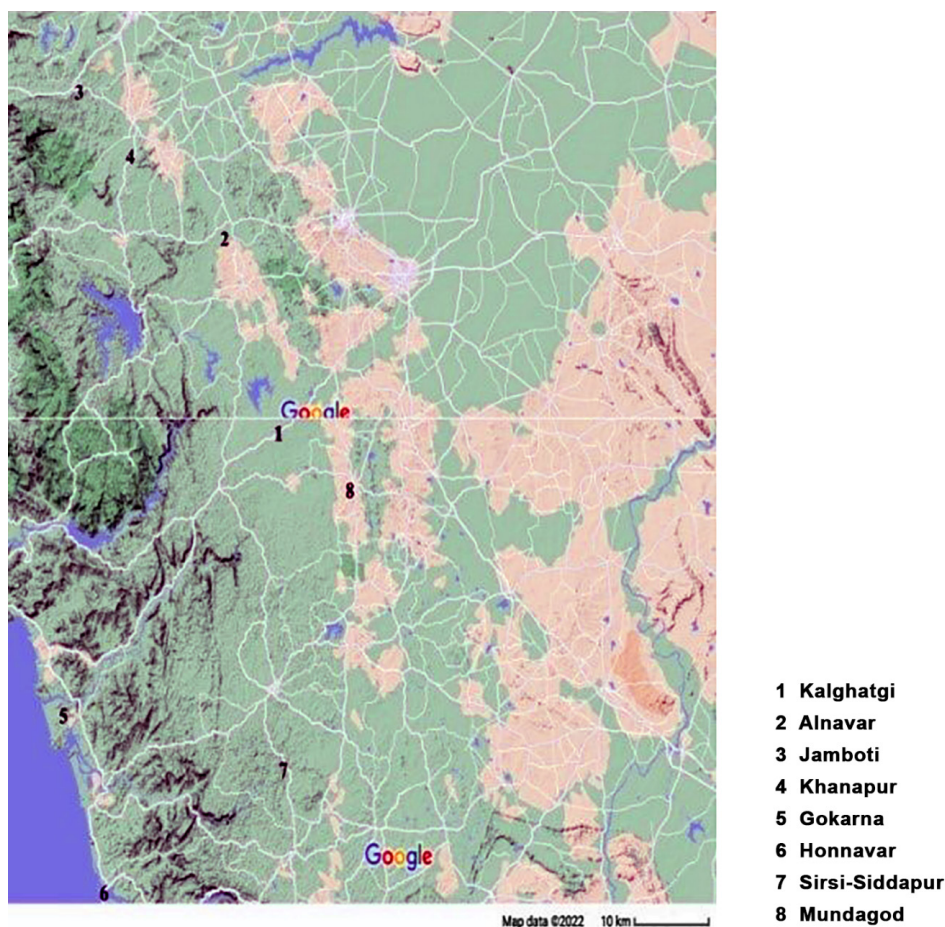 3
4
2
Google
1
8
5
7
Google
6
Map data ©2022 10 km
1 Kalghatgi
2 Alnavar
3 Jamboti
4 Khanapur
5 Gokarna
6 Honnavar
7 Sirsi-Siddapur
8 Mundagod